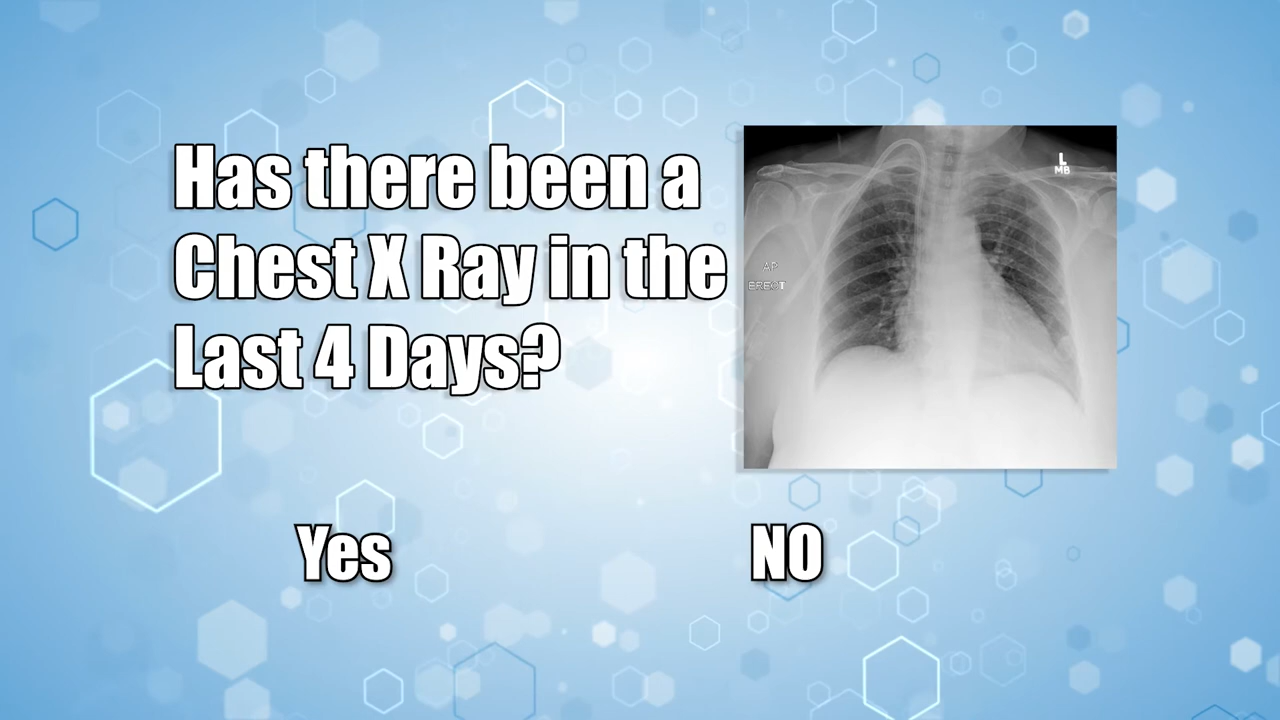 Has there been a
Chest X Ray in the
Last 4 Days?
L
MB
AP
ERECT
Yes
NO